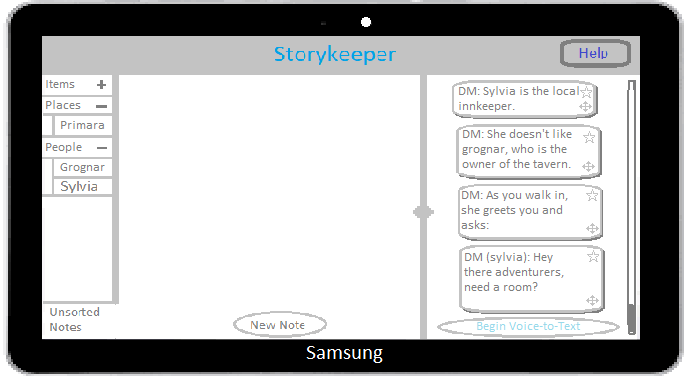 Storykeeper
Help
Items +
Places –
Primara
People –
Grognar
Sylvia
Unsorted
Notes
New Note
DM: Sylvia is the local
innkeeper.
DM: She doesn't like
grognar, who is the
owner of the tavern.
DM: As you walk in,
she greets you and
asks:
DM (sylvia): Hey
there adventurers,
need a room?
Begin Voice-to-Text
Samsung